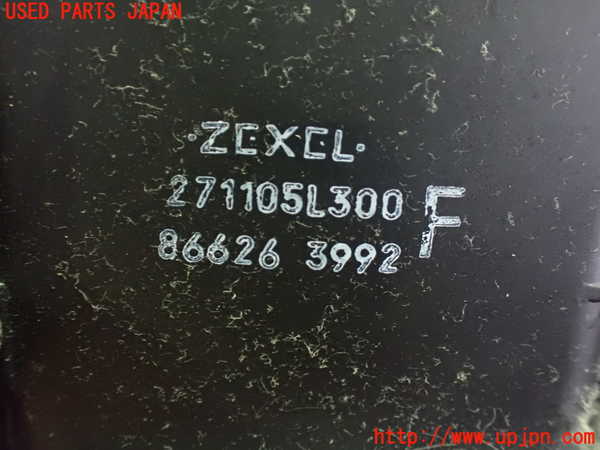 USED PARTS JAPAN
·ZEXEL·
271105L300 F
86626 3992
http://www.upjpn.com/